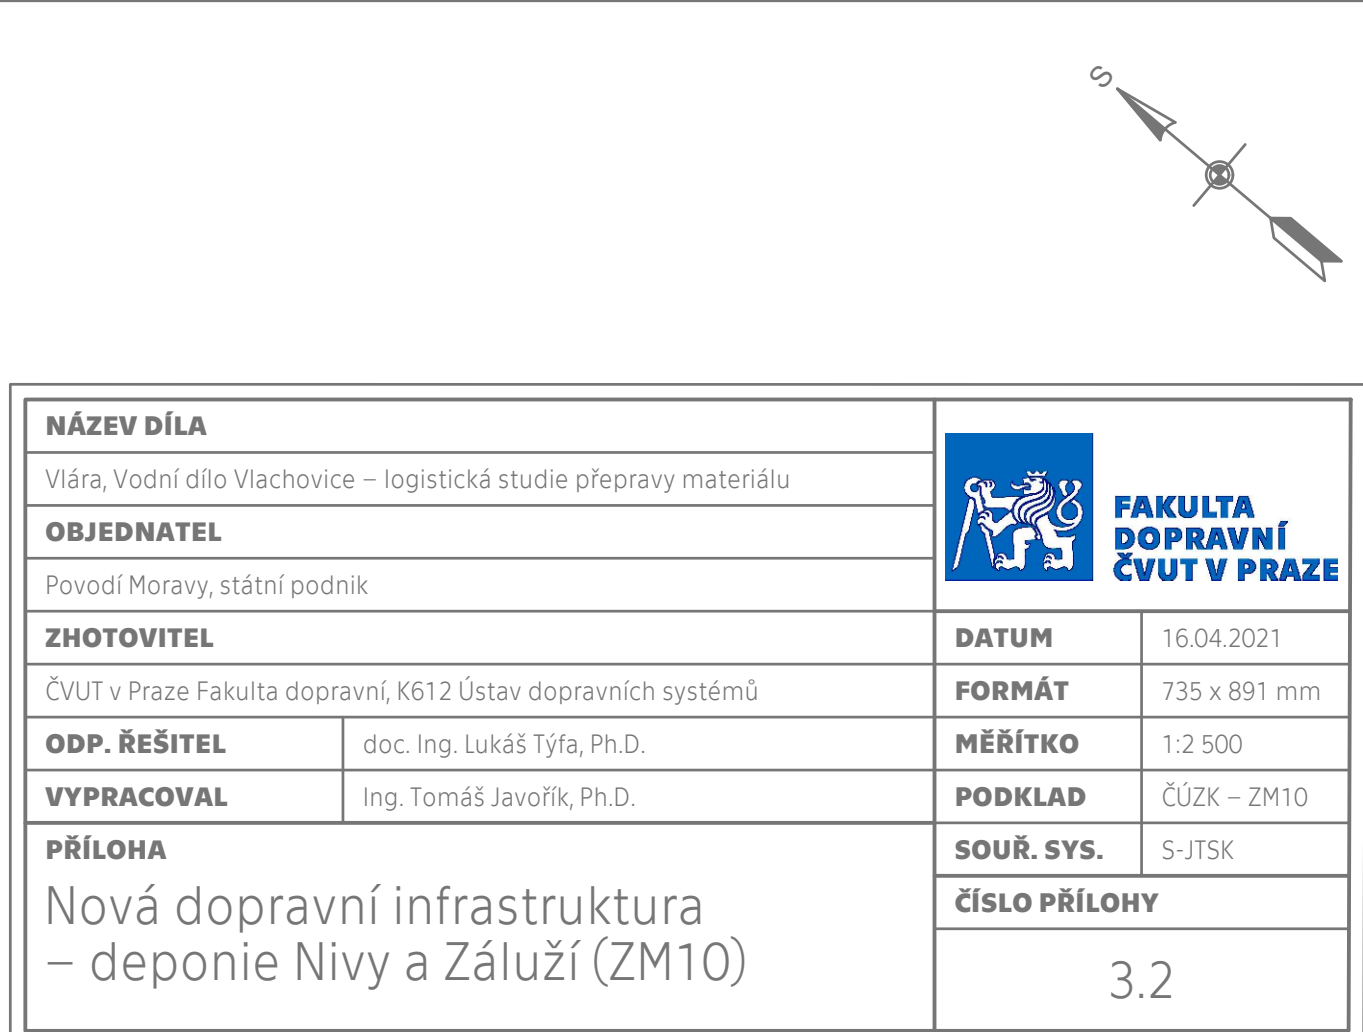 S
NÁZEV DÍLA
Vlára, Vodní dílo Vlachovice – logistická studie přepravy materiálu
OBJEDNATEL
Povodí Moravy, státní podnik
FAKULTA
DOPRAVNÍ
ČVUT V PRAZE
ZHOTOVITEL
ČVUT v Praze Fakulta dopravní, K612 Ústav dopravních systémů
ODP. ŘEŠITEL doc. Ing. Lukáš Týfa, Ph.D.
VYPRACOVAL Ing. Tomáš Javořík, Ph.D.
DATUM 16.04.2021
FORMÁT 735 x 891 mm
MĚŘÍTKO 1:2 500
PODKLAD ČÚZK – ZM10
SOUŘ. SYS. S-JTSK
PŘÍLOHA
Nová dopravní infrastruktura
– deponie Nivy a Záluží (ZM10)
ČÍSLO PŘÍLOHY
3.2